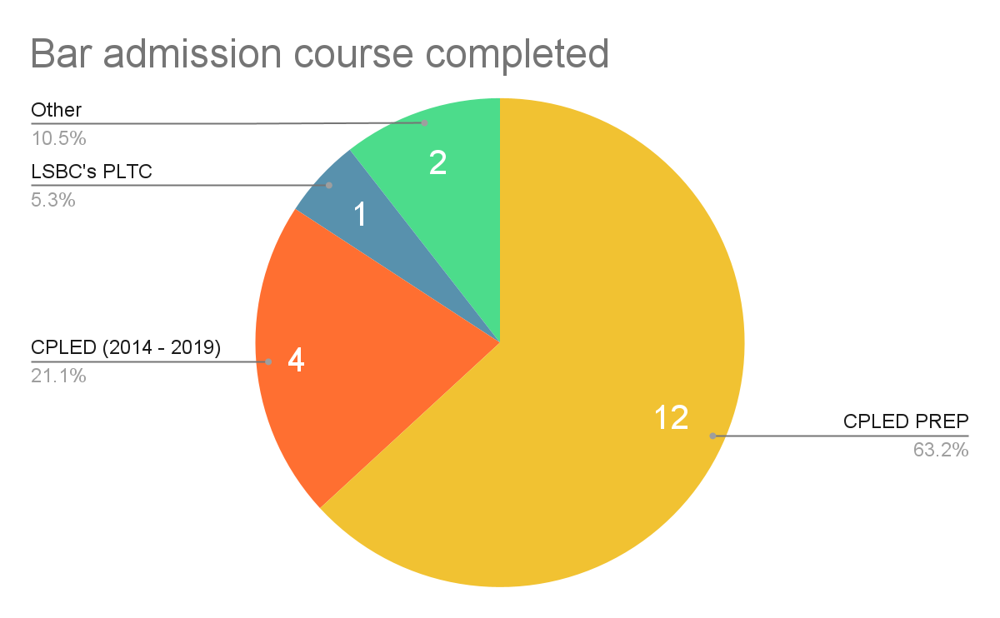 Bar admission course completed
Other
10.5%
LSBC's PLTC
5.3%
2
1
CPLED (2014 - 2019)
21.1%
4
12
CPLED PREP
63.2%